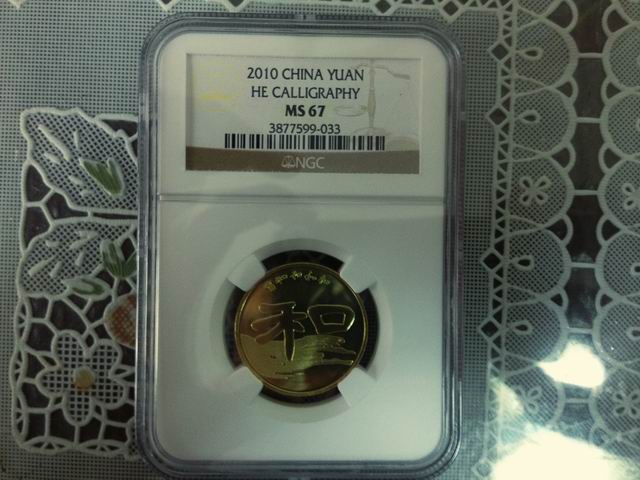 2010 CHINA YUAN
HE CALLIGRAPHY
MS 67
3877599-033
NGC
和